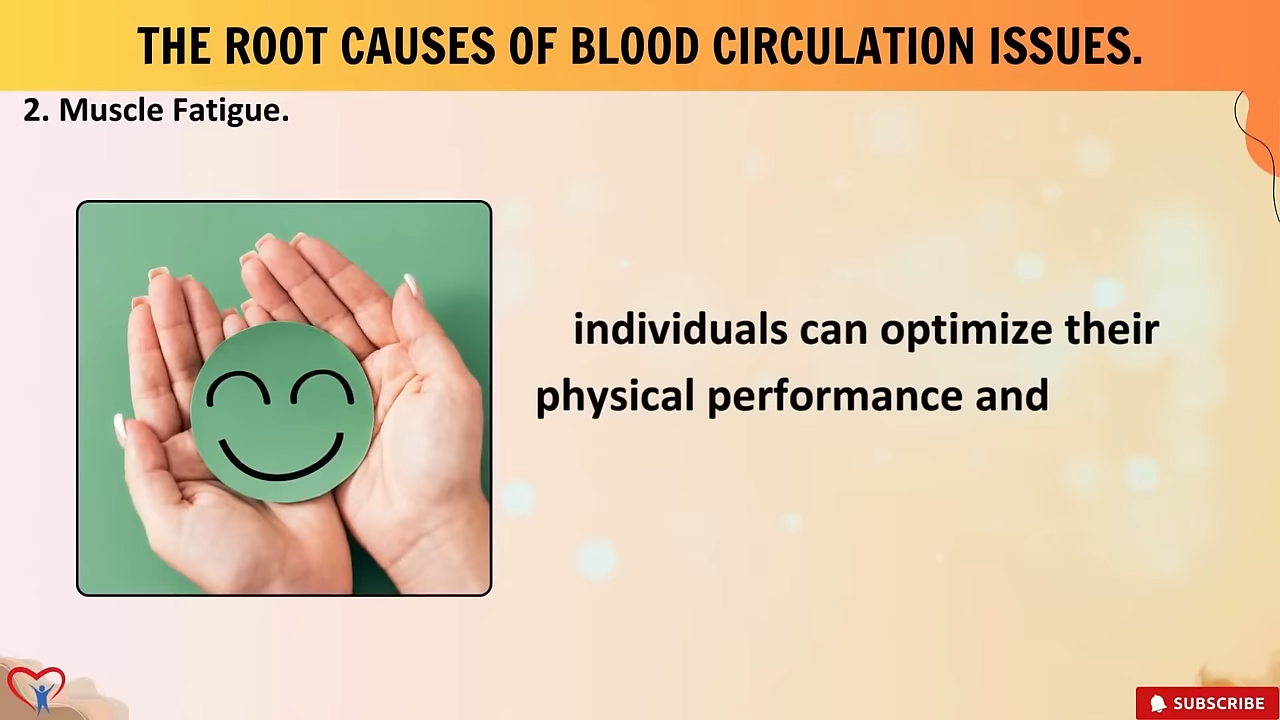 THE ROOT CAUSES OF BLOOD CIRCULATION ISSUES.
2. Muscle Fatigue.
individuals can optimize their
physical performance and
SUBSCRIBE